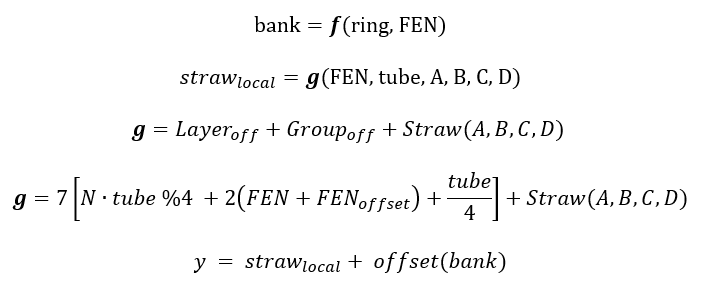 bank = f(ring, FEN)
straw_local = g(FEN, tube, A, B, C, D)
g = Layer_off + Group_off + Straw(A, B, C, D)
g = 7[N · tube %4 + 2(FEN + FEN_offset) + tube/4] + Straw(A, B, C, D)
y = straw_local + offset(bank)